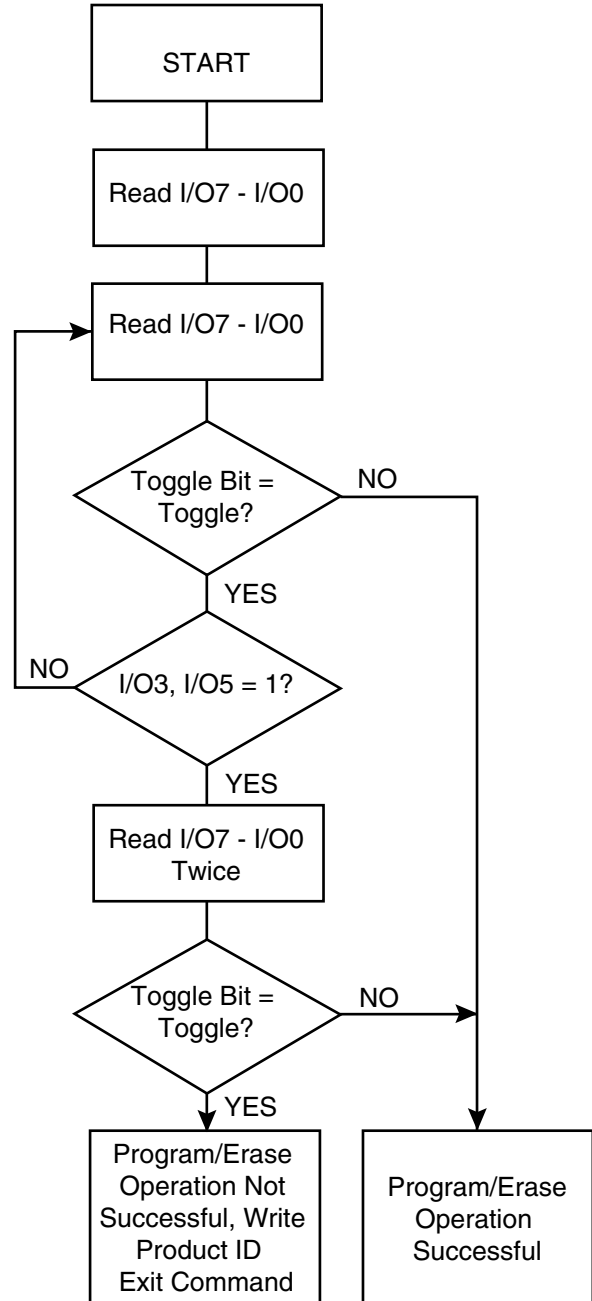 START
Read I/O7 - I/O0
Read I/O7 - I/O0
Toggle Bit =
Toggle?
NO
YES
NO
I/O3, I/O5 = 1?
YES
Read I/O7 - I/O0
Twice
Toggle Bit =
Toggle?
NO
YES
Program/Erase
Operation Not
Successful, Write
Product ID
Exit Command
Program/Erase
Operation
Successful